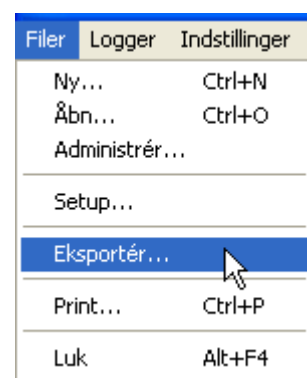 Filer Logger Indstillinger
Ny... Ctrl+N
Åbn... Ctrl+O
Administrér...
Setup...
Eksportér...
Print... Ctrl+P
Luk Alt+F4